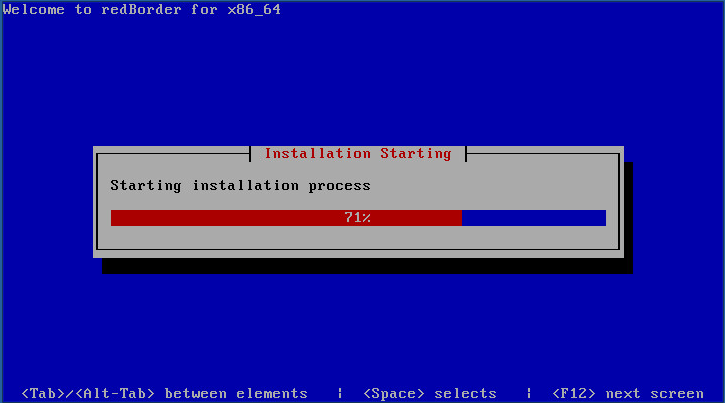 Welcome to redBorder for x86_64
Installation Starting
Starting installation process
71%
<Tab>/<Alt-Tab> between elements | <Space> selects | <F12> next screen